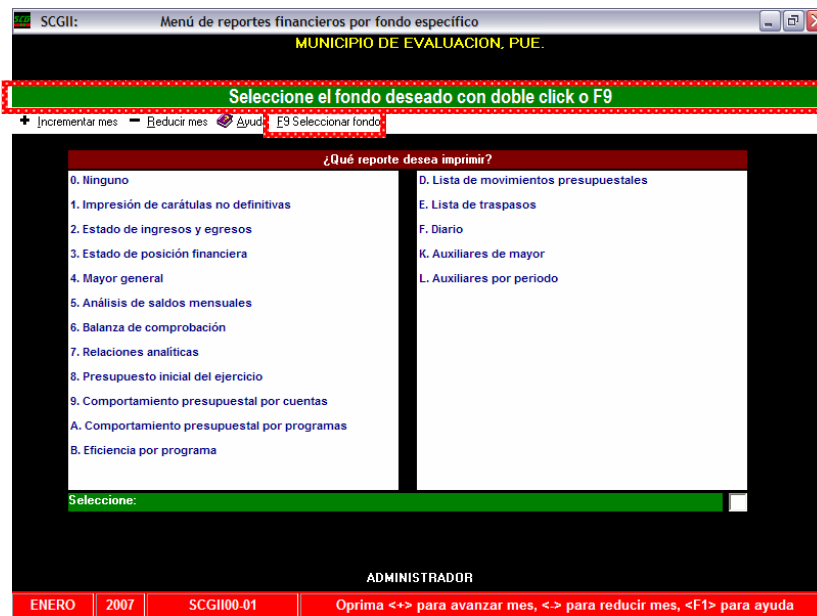 SCG SCGII: Menú de reportes financieros por fondo específico
MUNICIPIO DE EVALUACION, PUE.
Seleccione el fondo deseado con doble click o F9
+ Incrementar mes - Reducir mes Ayuda F9 Seleccionar fondo
¿Qué reporte desea imprimir?
0. Ninguno
1. Impresión de carátulas no definitivas
2. Estado de ingresos y egresos
3. Estado de posición financiera
4. Mayor general
5. Análisis de saldos mensuales
6. Balanza de comprobación
7. Relaciones analíticas
8. Presupuesto inicial del ejercicio
9. Comportamiento presupuestal por cuentas
A. Comportamiento presupuestal por programas
B. Eficiencia por programa
D. Lista de movimientos presupuestales
E. Lista de traspasos
F. Diario
K. Auxiliares de mayor
L. Auxiliares por periodo
Seleccione:
ADMINISTRADOR
ENERO 2007 SCGII00-01 Oprima <+> para avanzar mes, <-> para reducir mes, <F1> para ayuda